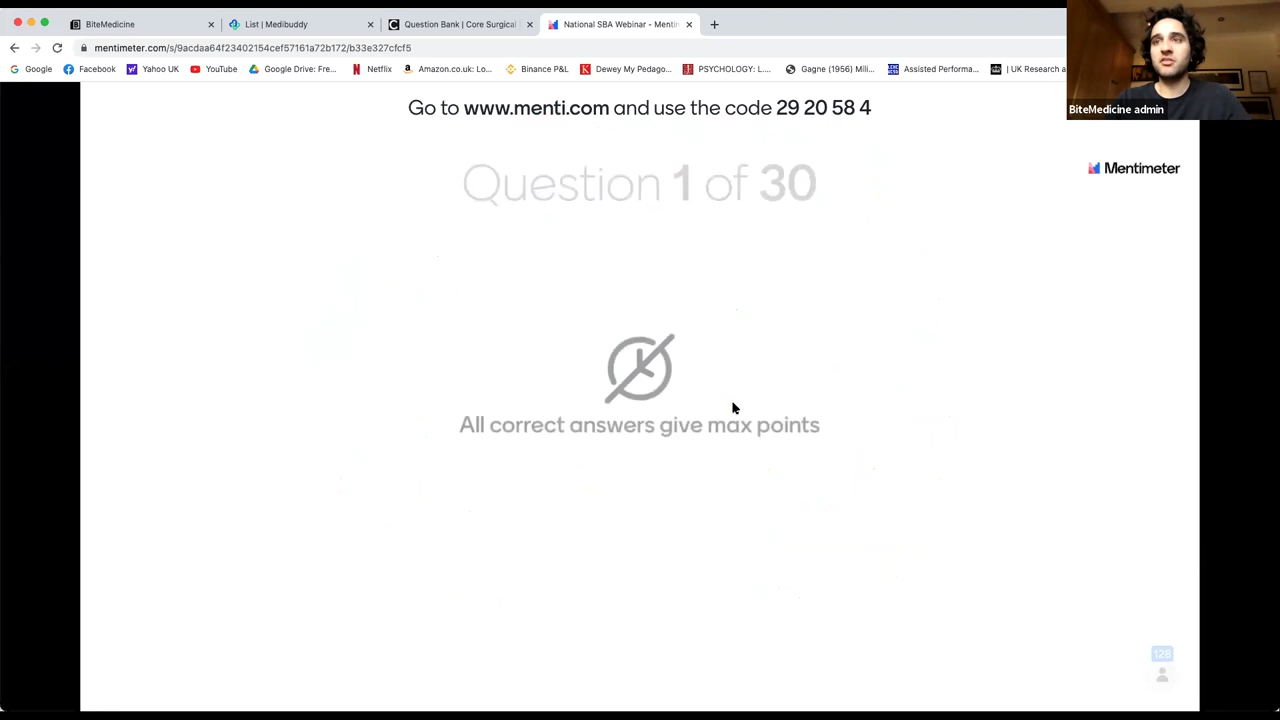 BiteMedicine
List | Medibuddy
Question Bank | Core Surgical
National SBA Webinar - Mentin
mentimeter.com/s/9acdaa64f23402154cef57161a72b172/b33e327cfcf5
Google
Facebook
Yahoo UK
YouTube
Google Drive: Fre...
Netflix
Amazon.co.uk: Lo...
Binance P&L
Dewey My Pedago...
PSYCHOLOGY: L....
Gagne (1956) Mili...
Assisted Performa...
| UK Research a
BiteMedicine admin
Go to www.menti.com and use the code 29 20 58 4
Mentimeter
Question 1 of 30
All correct answers give max points
128